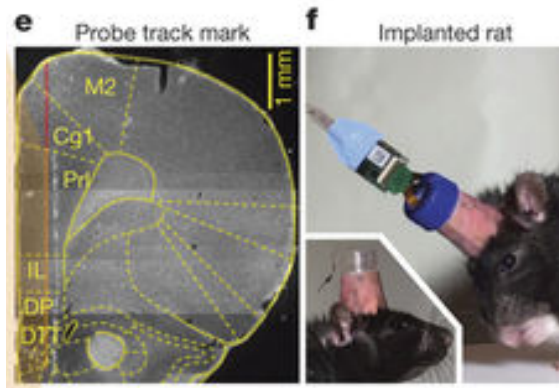 e Probe track mark
M2
1 mm
Cg1
Prl
IL
DP
DTT
f Implanted rat